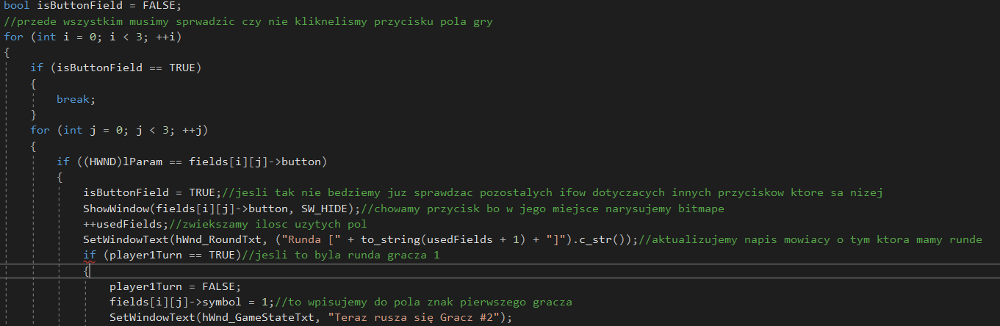 bool isButtonField = FALSE;
//przede wszystkim musimy sprwadzic czy nie kliknelismy przycisku pola gry
for (int i = 0; i < 3; ++i)
{
if (isButtonField == TRUE)
{
break;
}
for (int j = 0; j < 3; ++j)
{
if ((HWND)lParam == fields[i][j]->button)
{
isButtonField = TRUE;//jesli tak nie bedziemy juz sprawdzac pozostalych ifow dotyczacych innych przyciskow ktore sa nizej
ShowWindow(fields[i][j]->button, SW_HIDE);//chowamy przycisk bo w jego miejsce narysujemy bitmape
++usedFields;//zwiekszamy ilosc uzytych pol
SetWindowText(hWnd_RoundTxt, ("Runda [" + to_string(usedFields + 1) + "]").c_str());//aktualizujemy napis mowiacy o tym ktora mamy runde
if (player1Turn == TRUE)//jesli to byla runda gracza 1
{
player1Turn = FALSE;
fields[i][j]->symbol = 1;//to wpisujemy do pola znak pierwszego gracza
SetWindowText(hWnd_GameStateTxt, "Teraz rusza się Gracz #2");